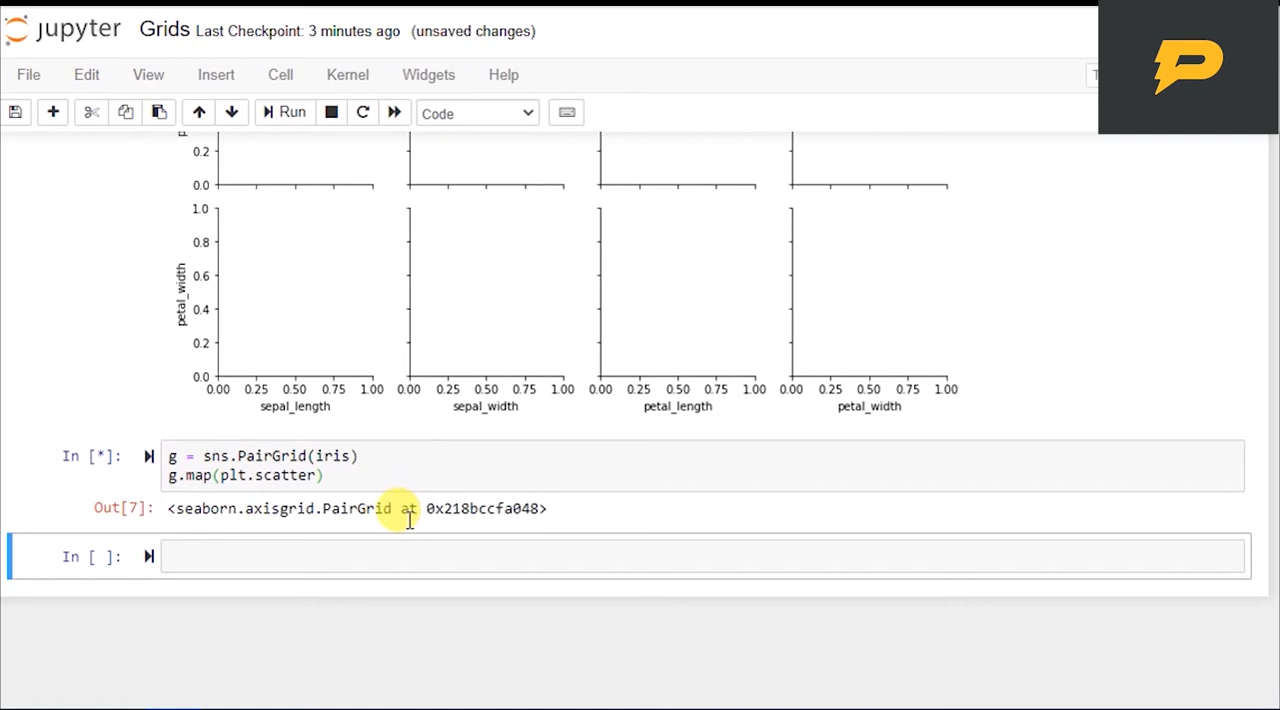 jupyter Grids Last Checkpoint: 3 minutes ago (unsaved changes)
File Edit View Insert Cell Kernel Widgets Help
Run Code
0.2
0.0
1.0
0.8
0.6
0.4
0.2
0.0
petal_width
0.00 0.25 0.50 0.75 1.00 0.00 0.25 0.50 0.75 1.00 0.00 0.25 0.50 0.75 1.00 0.00 0.25 0.50 0.75 1.00
sepal_length sepal_width petal_length petal_width
In [*]: g = sns.PairGrid(iris)
g.map(plt.scatter)
Out[7]: <seaborn.axisgrid.PairGrid at 0x218bccfa048>
In [ ]: